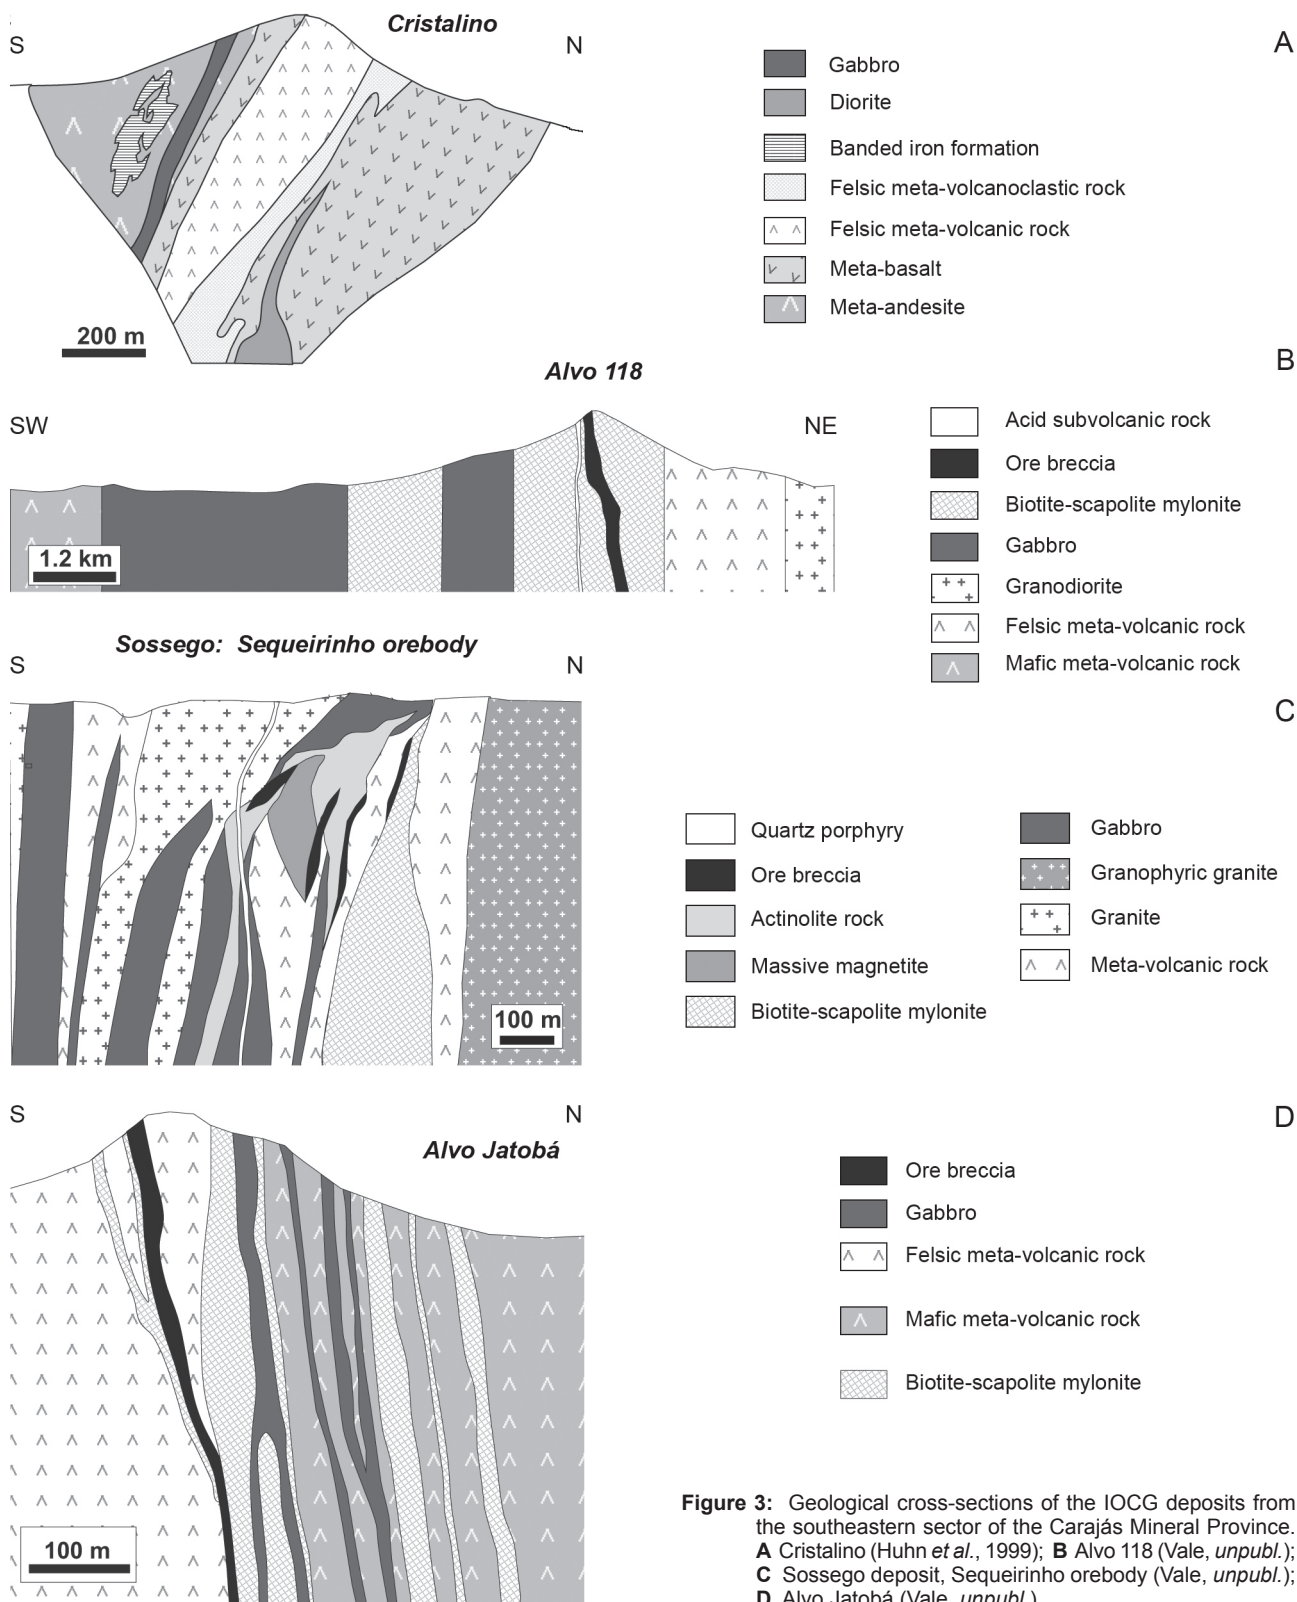 Cristalino
S
N
A
Gabbro
Diorite
Banded iron formation
Felsic meta-volcanoclastic rock
Felsic meta-volcanic rock
Meta-basalt
Meta-andesite
200 m
Alvo 118
B
SW
NE
Acid subvolcanic rock
Ore breccia
Biotite-scapolite mylonite
Gabbro
Granodiorite
Felsic meta-volcanic rock
Mafic meta-volcanic rock
1.2 km
Sossego: Sequeirinho orebody
S
N
C
Quartz porphyry
Ore breccia
Actinolite rock
Massive magnetite
Biotite-scapolite mylonite
Gabbro
Granophyric granite
Granite
Meta-volcanic rock
100 m
S
N
D
Alvo Jatobá
Ore breccia
Gabbro
Felsic meta-volcanic rock
Mafic meta-volcanic rock
Biotite-scapolite mylonite
100 m
Figure 3: Geological cross-sections of the IOCG deposits from
the southeastern sector of the Carajás Mineral Province.
A Cristalino (Huhn et al., 1999); B Alvo 118 (Vale, unpubl.);
C Sossego deposit, Sequeirinho orebody (Vale, unpubl.);
D Alvo Jatobá (Vale, unpubl.)